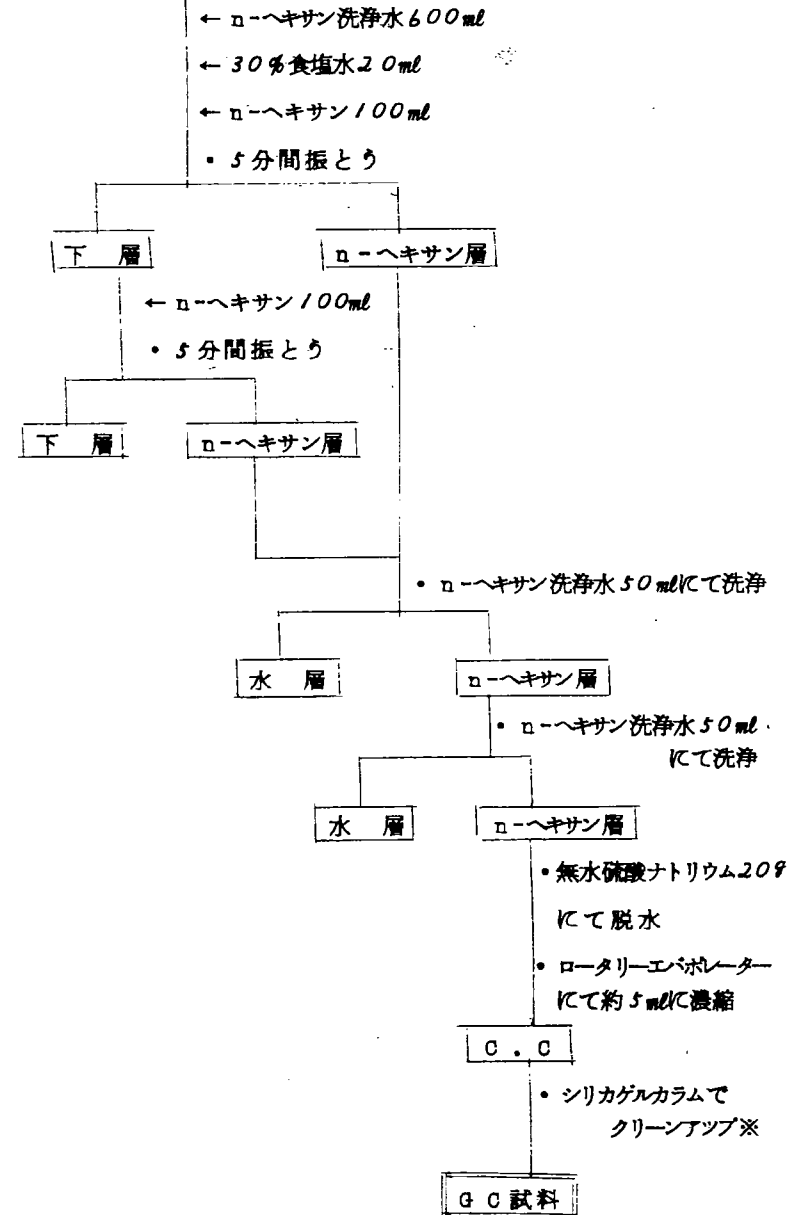 ← n-ヘキサン洗浄水600ml
← 30%食塩水20ml
← n-ヘキサン100ml
・5分間振とう
下 層
n-ヘキサン層
← n-ヘキサン100ml
・5分間振とう
下 層
n-ヘキサン層
・n-ヘキサン洗浄水50mlにて洗浄
水 層
n-ヘキサン層
・n-ヘキサン洗浄水50ml
にて洗浄
水 層
n-ヘキサン層
・無水硫酸ナトリウム20g
にて脱水
・ロータリーエバポレーター
にて約5mlに濃縮
C.C
・シリカゲルカラムで
クリーンアップ※
GC試料